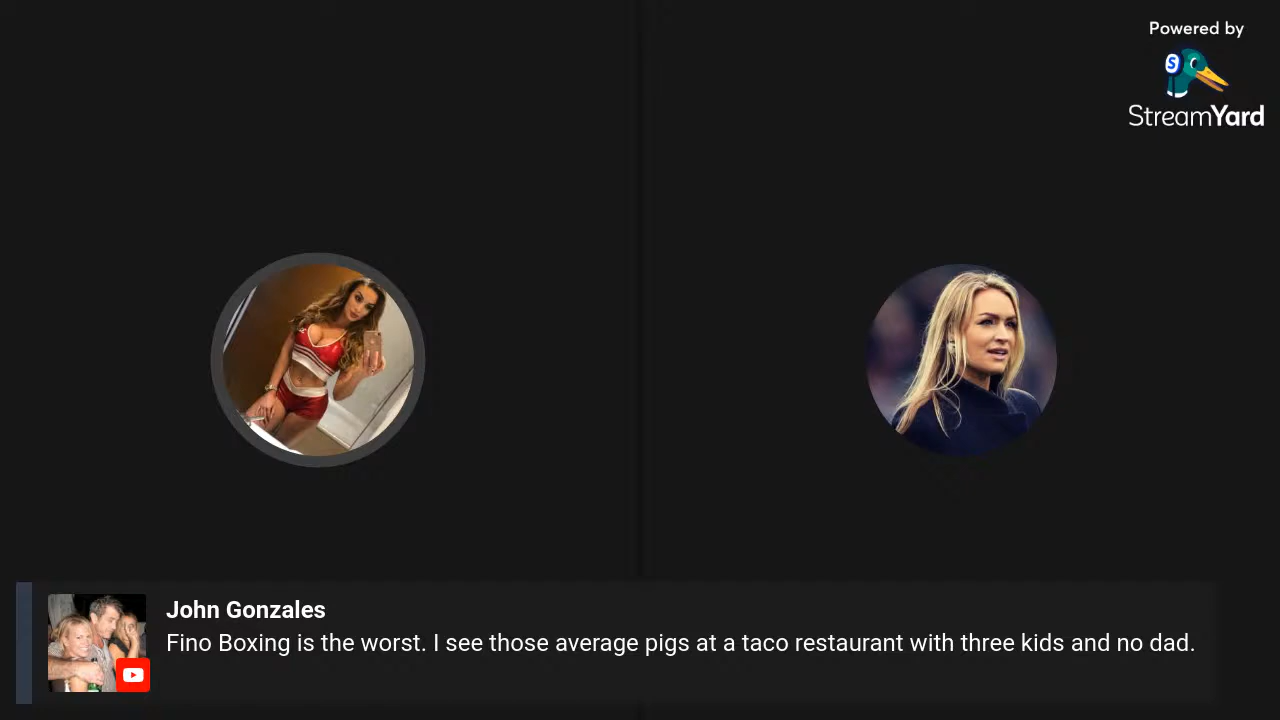 Powered by
S
StreamYard
John Gonzales
Fino Boxing is the worst. I see those average pigs at a taco restaurant with three kids and no dad.